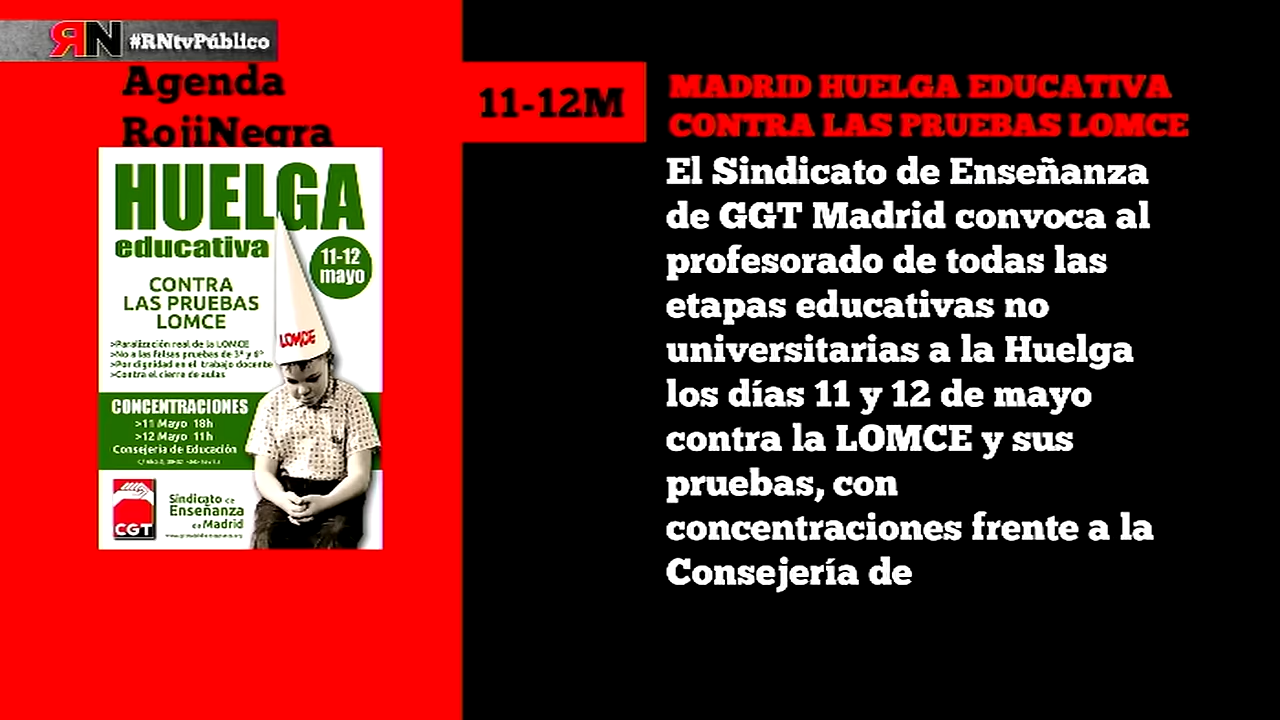 RN #RNtvPúblico
Agenda
RojiNegra
HUELGA
educativa
11-12
mayo
CONTRA
LAS PRUEBAS
LOMCE
LOMCE
>Paralización real de la LOMCE
>No a las falsas pruebas de 3º y 6º
>Por dignidad en el trabajo docente
>Contra el cierre de aulas
CONCENTRACIONES
>11 Mayo 18h
>12 Mayo 11h
Consejería de Educación
CGT
Sindicato de
Enseñanza
de Madrid
11-12M
MADRID HUELGA EDUCATIVA
CONTRA LAS PRUEBAS LOMCE
El Sindicato de Enseñanza
de GGT Madrid convoca al
profesorado de todas las
etapas educativas no
universitarias a la Huelga
los días 11 y 12 de mayo
contra la LOMCE y sus
pruebas, con
concentraciones frente a la
Consejería de